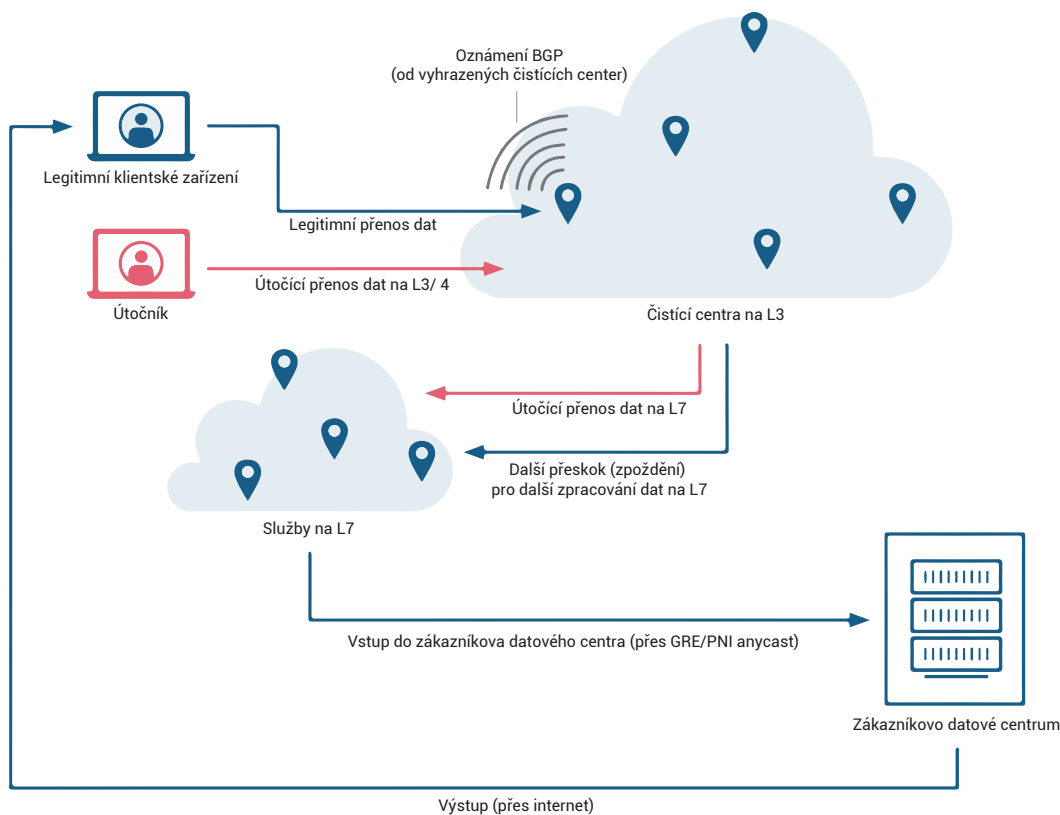 Oznámení BGP
(od vyhrazených čistících center)
Legitimní klientské zařízení
Legitimní přenos dat
Útočící přenos dat na L3/ 4
Útočník
Čistící centra na L3
Útočící přenos dat na L7
Další přeskok (zpoždění)
pro další zpracování dat na L7
Služby na L7
Vstup do zákazníkova datového centra (přes GRE/PNI anycast)
Zákazníkovo datové centrum
Výstup (přes internet)